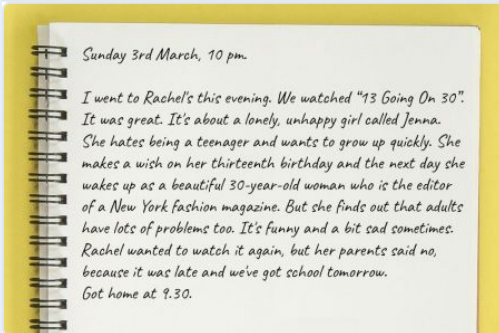 Sunday 3rd March, 10 pm.
I went to Rachel's this evening. We watched "13 Going On 30".
It was great. It's about a lonely, unhappy girl called Jenna.
She hates being a teenager and wants to grow up quickly. She
makes a wish on her thirteenth birthday and the next day she
wakes up as a beautiful 30-year-old woman who is the editor
of a New York fashion magazine. But she finds out that adults
have lots of problems too. It's funny and a bit sad sometimes.
Rachel wanted to watch it again, but her parents said no,
because it was late and we've got school tomorrow.
Got home at 9.30.